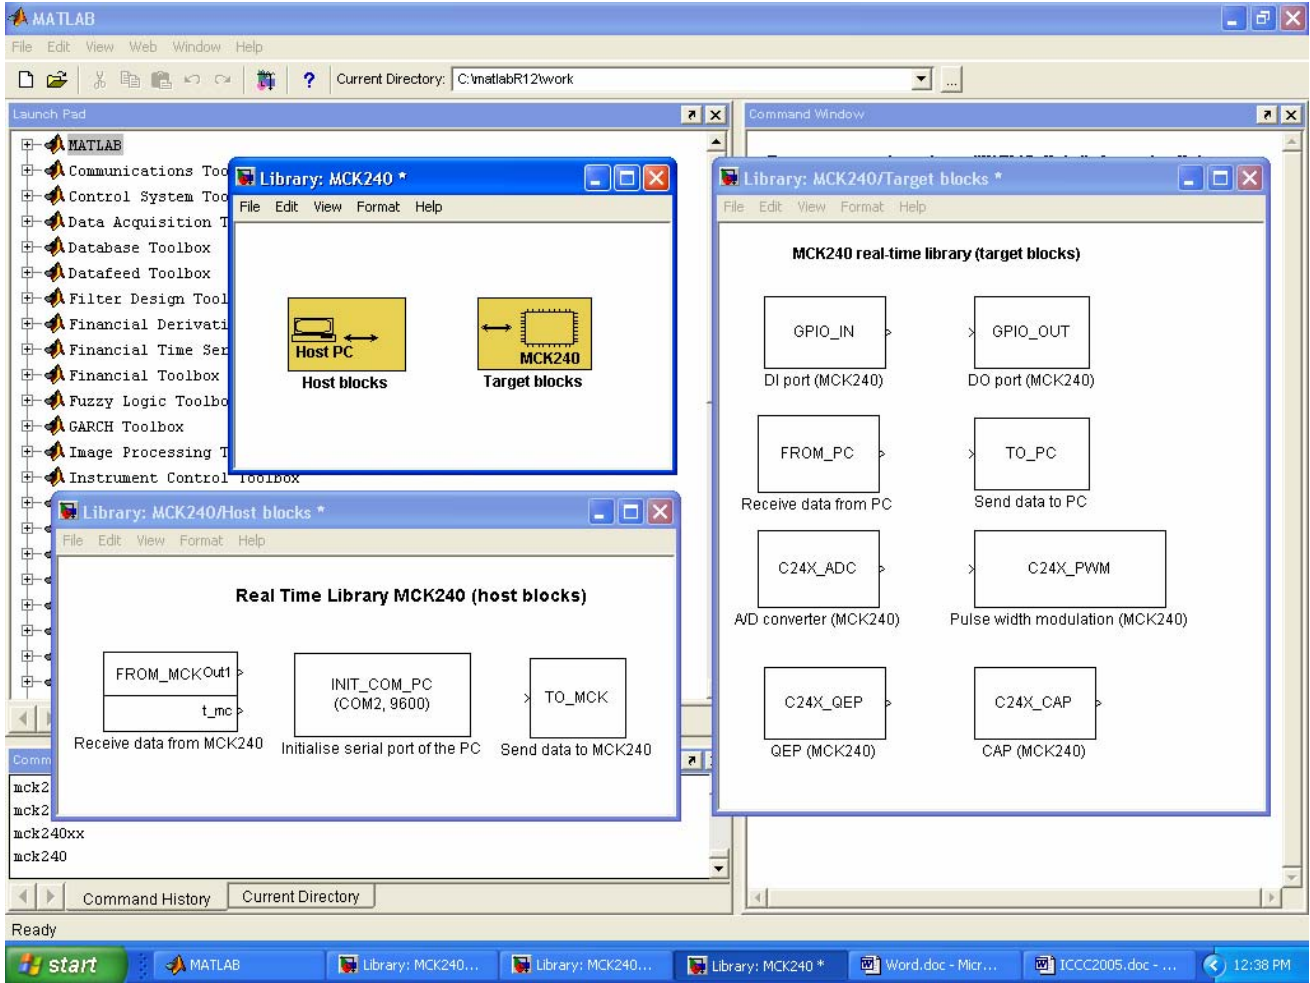 MATLAB
File Edit View Web Window Help
? Current Directory: C:\matlabR12\work ...
Launch Pad
MATLAB
Communications Too
Control System Too
Data Acquisition T
Database Toolbox
Datafeed Toolbox
Filter Design Tool
Financial Derivati
Financial Time Ser
Financial Toolbox
Fuzzy Logic Toolbo
GARCH Toolbox
Image Processing T
Instrument Control Toolbox
Library: MCK240 *
File Edit View Format Help
Host PC
Host blocks
MCK240
Target blocks
Library: MCK240/Host blocks *
File Edit View Format Help
Real Time Library MCK240 (host blocks)
FROM_MCK Out1
t_mc
Receive data from MCK240
INIT_COM_PC
(COM2, 9600)
Initialise serial port of the PC
TO_MCK
Send data to MCK240
Command Window
Library: MCK240/Target blocks *
File Edit View Format Help
MCK240 real-time library (target blocks)
GPIO_IN
DI port (MCK240)
GPIO_OUT
DO port (MCK240)
FROM_PC
Receive data from PC
TO_PC
Send data to PC
C24X_ADC
A/D converter (MCK240)
C24X_PWM
Pulse width modulation (MCK240)
C24X_QEP
QEP (MCK240)
C24X_CAP
CAP (MCK240)
Comm
mck2
mck2
mck240xx
mck240
Command History Current Directory
Ready
start MATLAB Library: MCK240... Library: MCK240... Library: MCK240 * Word.doc - Micr... ICCC2005.doc - ... 12:38 PM